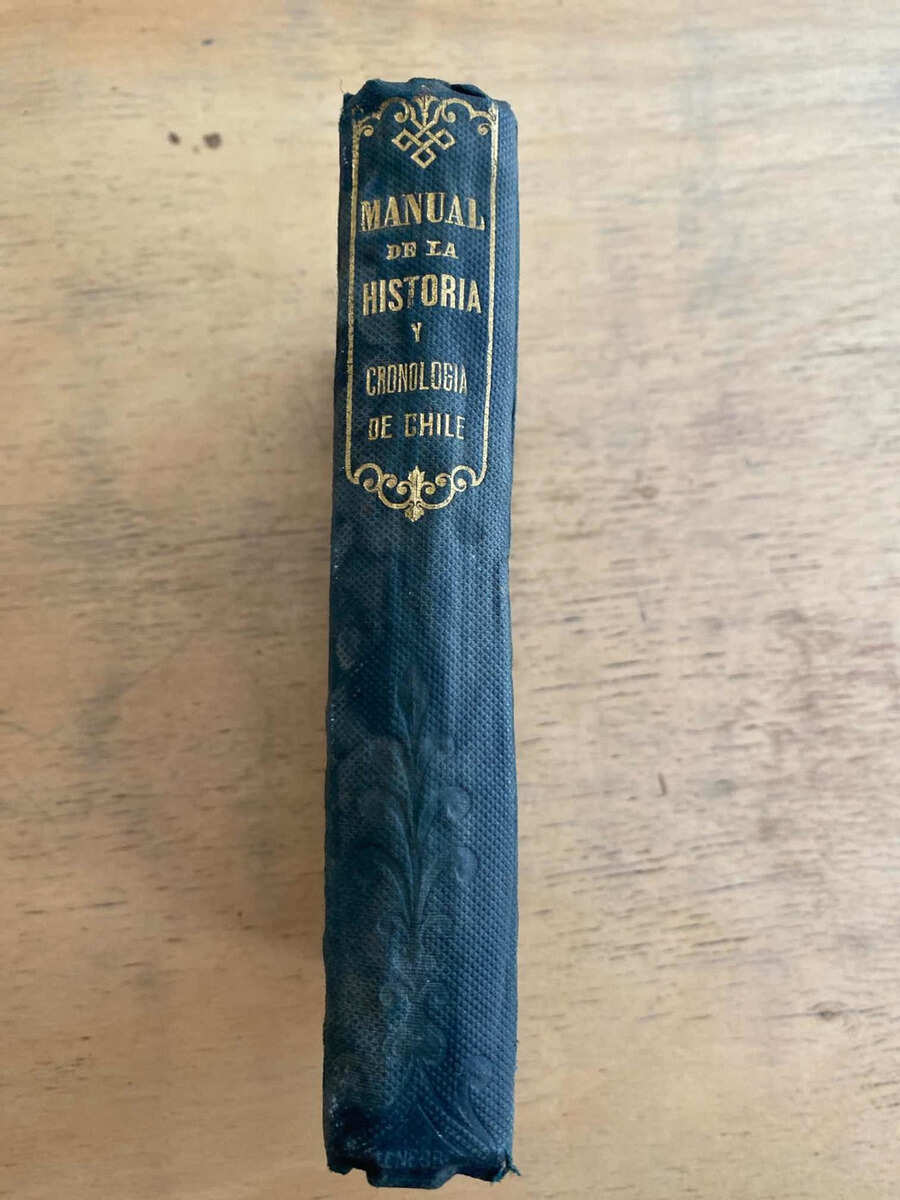 MANUAL
DE LA
HISTORIA
Y
CRONOLOGIA
DE CHILE